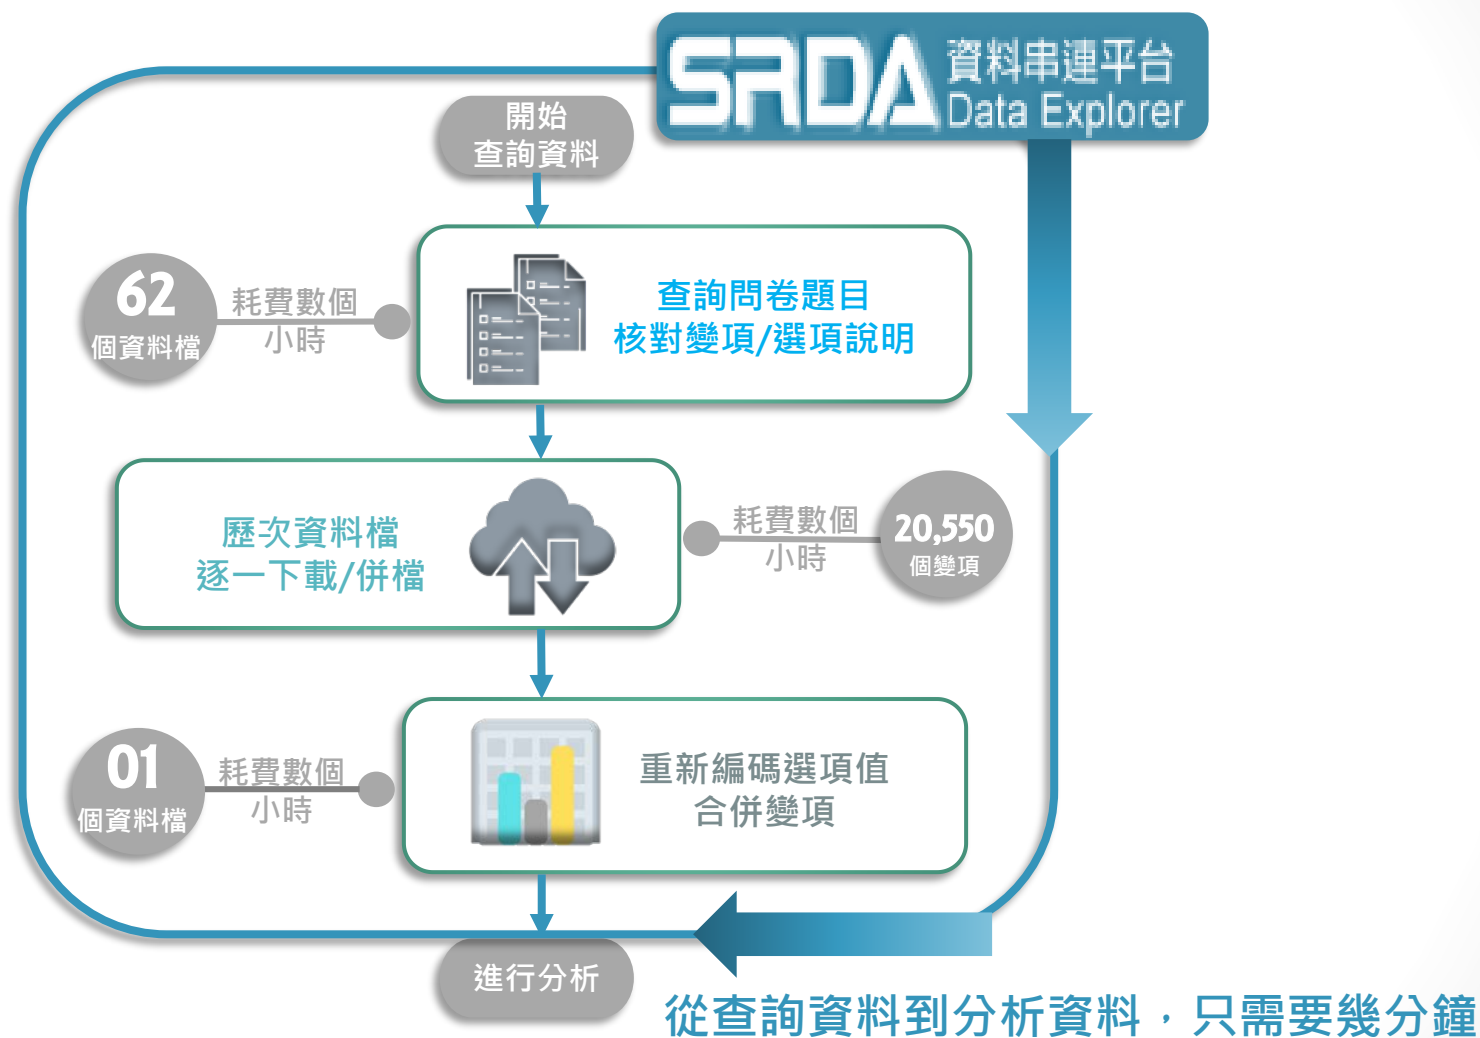 SRDA
資料串連平台
Data Explorer
開始
查詢資料
62
個資料檔
耗費數個
小時
查詢問卷題目
核對變項/選項說明
歷次資料檔
逐一下載/併檔
耗費數個
小時
20,550
個變項
01
個資料檔
耗費數個
小時
重新編碼選項值
合併變項
進行分析
從查詢資料到分析資料，只需要幾分鐘